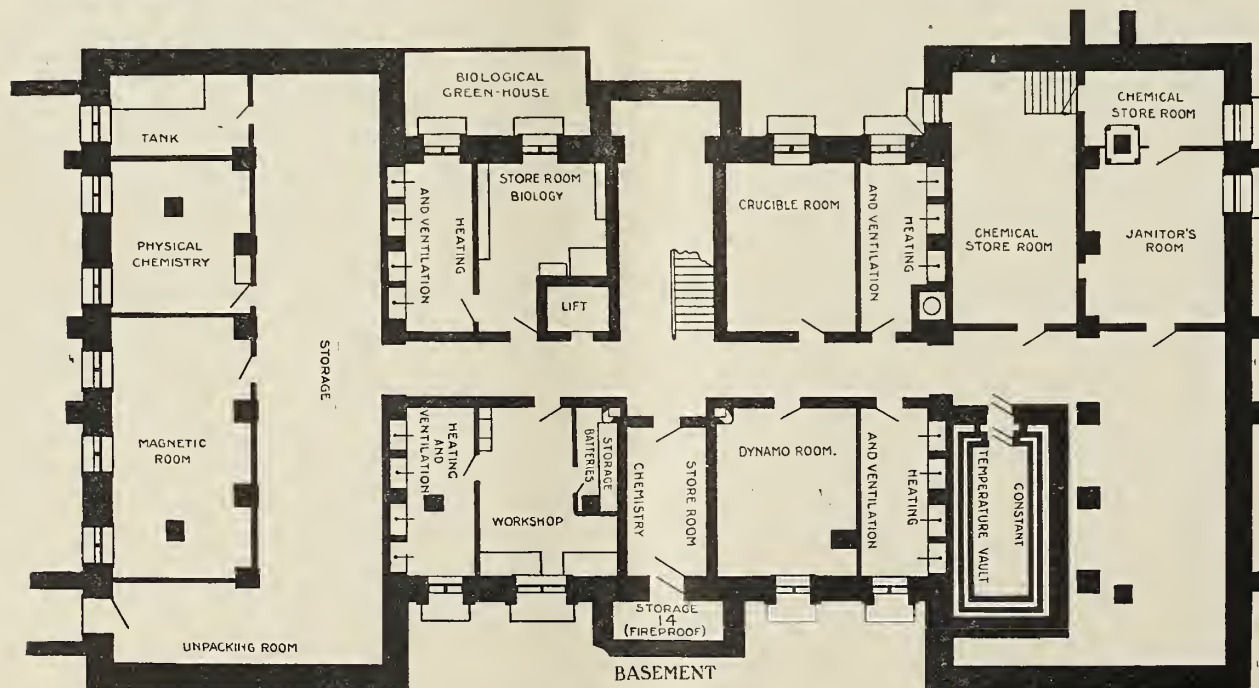 BIOLOGICAL
GREEN-HOUSE
CHEMICAL
STORE ROOM
TANK
STORE ROOM
BIOLOGY
AND VENTILATION
HEATING
CRUCIBLE ROOM
AND VENTILATION
HEATING
CHEMICAL
STORE ROOM
JANITOR'S
ROOM
PHYSICAL
CHEMISTRY
LIFT
STORAGE
MAGNETIC
ROOM
HEATING
AND
VENTILATION
STORAGE
BATTERIES
WORKSHOP
CHEMISTRY
STORE ROOM
DYNAMO ROOM.
AND VENTILATION
HEATING
CONSTANT
TEMPERATURE VAULT
STORAGE
14
(FIREPROOF)
UNPACKING ROOM
BASEMENT